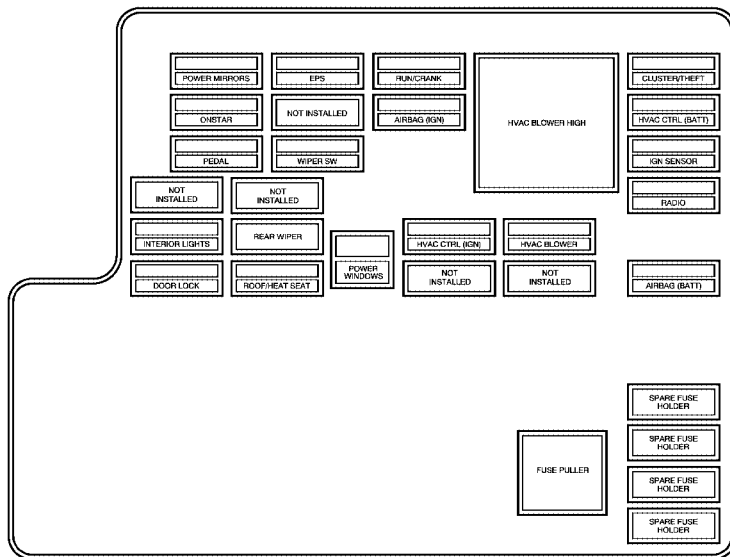 POWER MIRRORS
EPS
RUN/CRANK
HVAC BLOWER HIGH
CLUSTER/THEFT
ONSTAR
NOT INSTALLED
AIRBAG (IGN)
HVAC CTRL (BATT)
PEDAL
WIPER SW
IGN SENSOR
NOT
INSTALLED
NOT
INSTALLED
RADIO
INTERIOR LIGHTS
REAR WIPER
POWER
WINDOWS
HVAC CTRL (IGN)
HVAC BLOWER
DOOR LOCK
ROOF/HEAT SEAT
NOT
INSTALLED
NOT
INSTALLED
AIRBAG (BATT)
SPARE FUSE
HOLDER
SPARE FUSE
HOLDER
FUSE PULLER
SPARE FUSE
HOLDER
SPARE FUSE
HOLDER